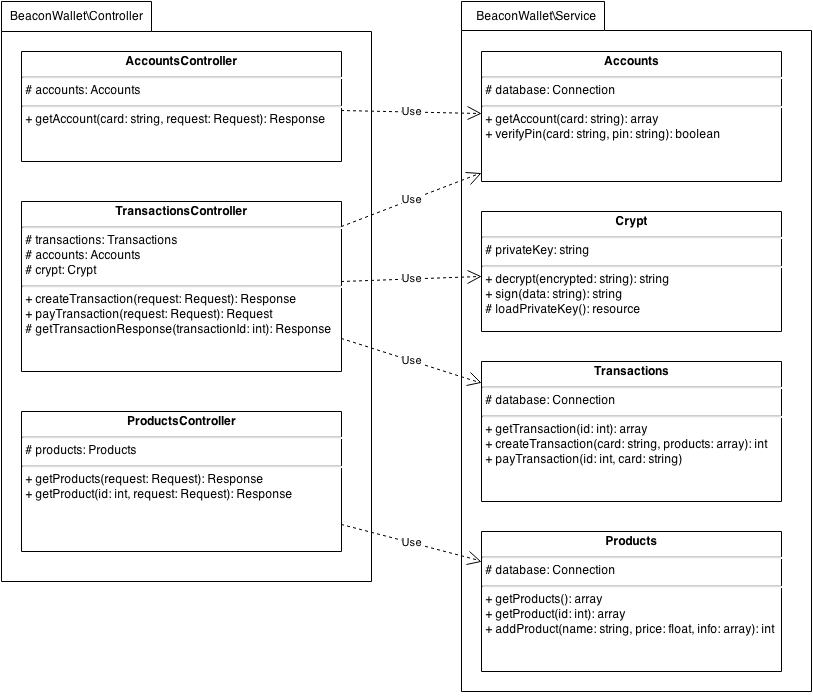 BeaconWallet\Controller
AccountsController
# accounts: Accounts
+ getAccount(card: string, request: Request): Response
TransactionsController
# transactions: Transactions
# accounts: Accounts
# crypt: Crypt
+ createTransaction(request: Request): Response
+ payTransaction(request: Request): Request
# getTransactionResponse(transactionId: int): Response
ProductsController
# products: Products
+ getProducts(request: Request): Response
+ getProduct(id: int, request: Request): Response
Use
Use
Use
Use
Use
BeaconWallet\Service
Accounts
# database: Connection
+ getAccount(card: string): array
+ verifyPin(card: string, pin: string): boolean
Crypt
# privateKey: string
+ decrypt(encrypted: string): string
+ sign(data: string): string
# loadPrivateKey(): resource
Transactions
# database: Connection
+ getTransaction(id: int): array
+ createTransaction(card: string, products: array): int
+ payTransaction(id: int, card: string)
Products
# database: Connection
+ getProducts(): array
+ getProduct(id: int): array
+ addProduct(name: string, price: float, info: array): int